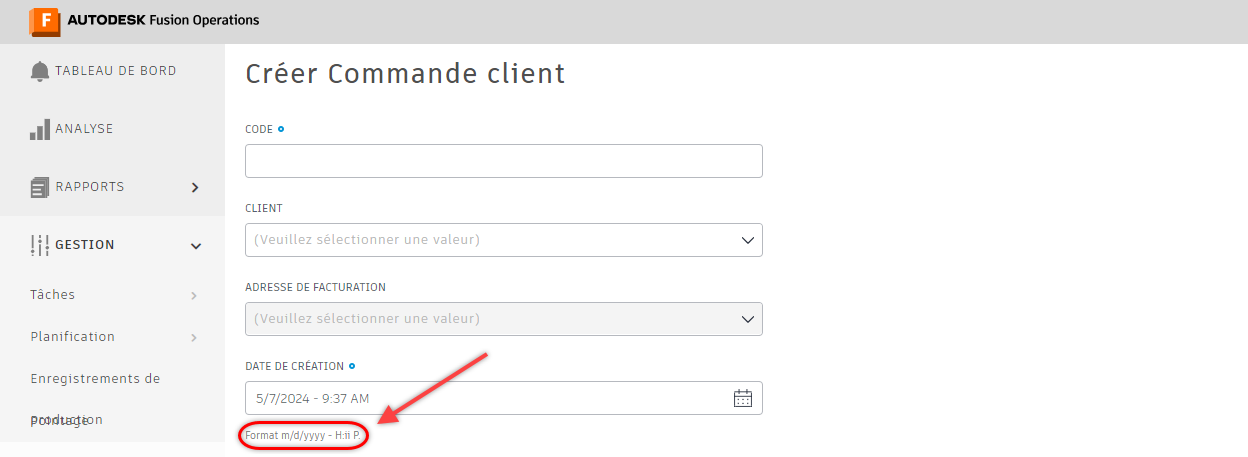 F AUTODESK Fusion Operations
TABLEAU DE BORD
ANALYSE
RAPPORTS
GESTION
Tâches
Planification
Enregistrements de
production
Pointage
Créer Commande client
CODE
CLIENT
(Veuillez sélectionner une valeur)
ADRESSE DE FACTURATION
(Veuillez sélectionner une valeur)
DATE DE CRÉATION
5/7/2024 - 9:37 AM
Format m/d/yyyy - H:ii P.